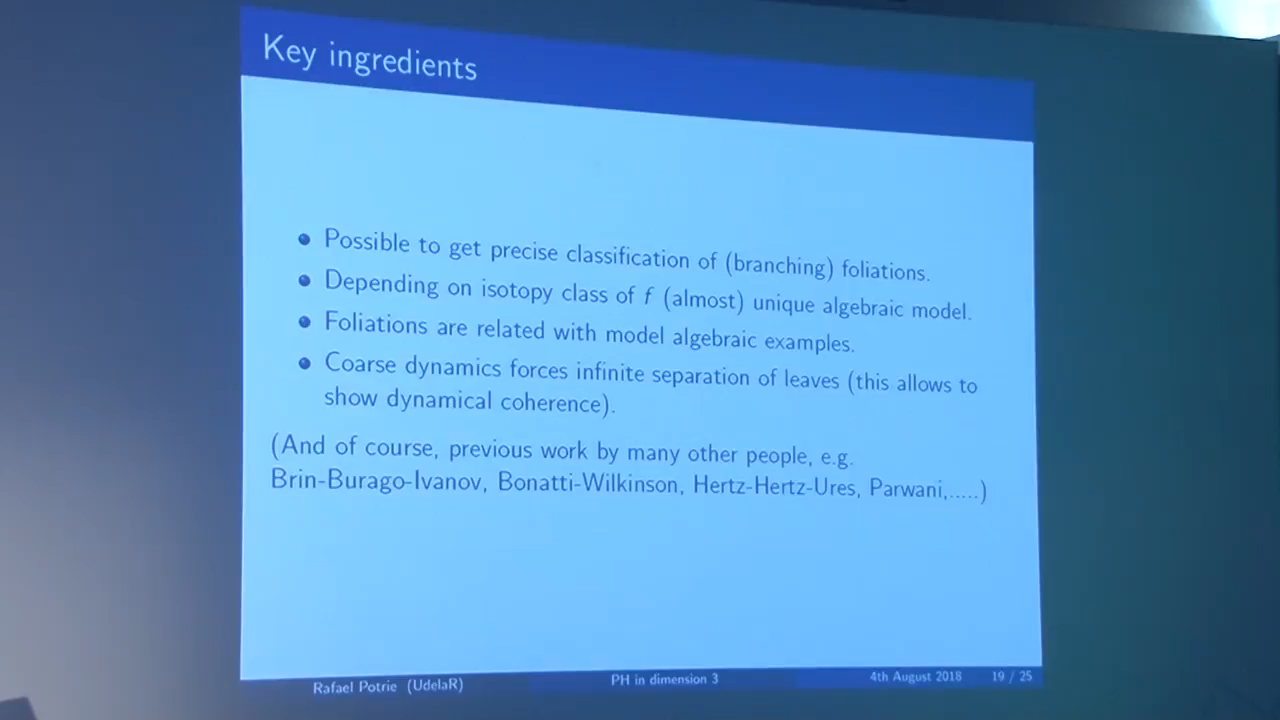 Key ingredients
Possible to get precise classification of (branching) foliations.
Depending on isotopy class of f (almost) unique algebraic model.
Foliations are related with model algebraic examples.
Coarse dynamics forces infinite separation of leaves (this allows to
show dynamical coherence).
(And of course, previous work by many other people, e.g.
Brin-Burago-Ivanov, Bonatti-Wilkinson, Hertz-Hertz-Ures, Parwani,.....)
Rafael Potrie (UdelaR) PH in dimension 3 4th August 2018 19 / 25